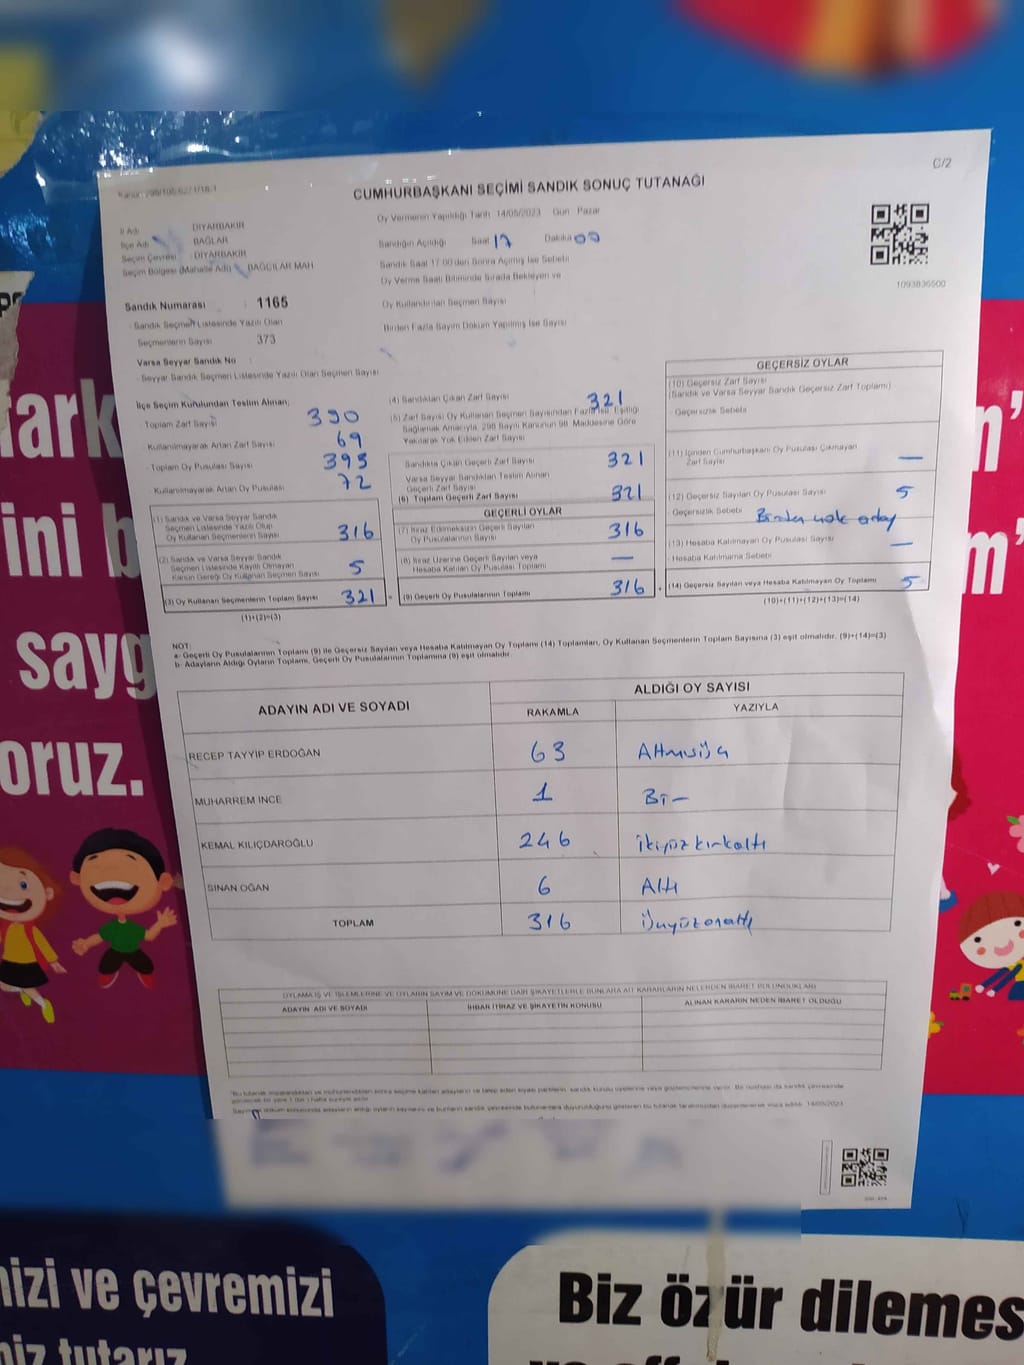 C/2
Kanun: 298/105-6271/18-1
CUMHURBAŞKANI SEÇİMİ SANDIK SONUÇ TUTANAĞI
İl Adı DİYARBAKIR
İlçe Adı BAĞLAR
Seçim Çevresi : DİYARBAKIR
Seçim Bölgesi (Mahalle Adı) BAĞCILAR MAH
Oy Vermenin Yapıldığı Tarih 14/05/2023 Gün Pazar
Sandığın Açıldığı Saat 17 Dakika
Sandık Saat 17:00'den Sonra Açılmış İse Sebebi
Oy Verme Saati Bitiminde Sırada Bekleyen ve
Oy Kullandırılan Seçmen Sayısı
Birden Fazla Sayım Döküm Yapılmış İse Sayısı
1093836500
Sandık Numarası : 1165
Sandık Seçmen Listesinde Yazılı Olan
Seçmenlerin Sayısı 373
Varsa Seyyar Sandık No :
Seyyar Sandık Seçmen Listesinde Yazılı Olan Seçmen Sayısı
İlçe Seçim Kurulundan Teslim Alınan;
Toplam Zarf Sayısı 390
Kullanılmayarak Artan Zarf Sayısı 69
Toplam Oy Pusulası Sayısı 393
Kullanılmayarak Artan Oy Pusulası 72
(1) Sandık ve Varsa Seyyar Sandık
Seçmen Listesinde Yazılı Olup
Oy Kullanan Seçmenlerin Sayısı 316
(2) Sandık ve Varsa Seyyar Sandık
Seçmen Listesinde Kayıtlı Olmayan
Kanun Gereği Oy Kullanan Seçmen Sayısı 5
(3) Oy Kullanan Seçmenlerin Toplam Sayısı 321
(1)+(2)=(3)
(4) Sandıktan Çıkan Zarf Sayısı 321
(5) Zarf Sayısı Oy Kullanan Seçmen Sayısından Fazla İse, Eşitliği
Sağlamak Amacıyla, 298 Sayılı Kanunun 98. Maddesine Göre
Yakılarak Yok Edilen Zarf Sayısı
Sandıkta Çıkan Geçerli Zarf Sayısı 321
Varsa Seyyar Sandıktan Teslim Alınan
Geçerli Zarf Sayısı
(6) Toplam Geçerli Zarf Sayısı 321
GEÇERLİ OYLAR
(7) İtiraz Edilmeksizin Geçerli Sayılan
Oy Pusulalarının Sayısı 316
(8) İtiraz Üzerine Geçerli Sayılan veya
Hesaba Katılan Oy Pusulası Toplamı —
(9) Geçerli Oy Pusulalarının Toplamı 316
GEÇERSİZ OYLAR
(10) Geçersiz Zarf Sayısı
(Sandık ve Varsa Seyyar Sandık Geçersiz Zarf Toplamı)
Geçersizlik Sebebi
(11) İçinden Cumhurbaşkanı Oy Pusulası Çıkmayan
Zarf Sayısı —
(12) Geçersiz Sayılan Oy Pusulası Sayısı 5
Geçersizlik Sebebi
(13) Hesaba Katılmayan Oy Pusulası Sayısı —
Hesaba Katılmama Sebebi
(14) Geçersiz Sayılan veya Hesaba Katılmayan Oy Toplamı 5
(10)+(11)+(12)+(13)=(14)
NOT:
a- Geçerli Oy Pusulalarının Toplamı (9) ile Geçersiz Sayılan veya Hesaba Katılmayan Oy Toplamı (14) Toplamları, Oy Kullanan Seçmenlerin Toplam Sayısına (3) eşit olmalıdır. (9)+(14)=(3)
b- Adayların Aldığı Oyların Toplamı, Geçerli Oy Pusulalarının Toplamına (9) eşit olmalıdır.
ADAYIN ADI VE SOYADI ALDIĞI OY SAYISI
RAKAMLA YAZIYLA
RECEP TAYYİP ERDOĞAN 63 Altmışüç
MUHARREM İNCE 1 Bir
KEMAL KILIÇDAROĞLU 246 ikiyüzkırkaltı
SİNAN OĞAN 6 Altı
TOPLAM 316 Üçyüzonaltı
OYLAMA İŞ VE İŞLEMLERİNE VE OYLARIN SAYIM VE DÖKÜMÜNE DAİR ŞİKAYETLERLE BUNLARA AİT KARARLARIN NELERDEN İBARET BULUNDUKLARI
ADAYIN ADI VE SOYADI İHBAR İTİRAZ VE ŞİKAYETİN KONUSU ALINAN KARARIN NEDEN İBARET OLDUĞU
14/05/2023
ark
ini b
sayg
oruz.
n'
m'
nizi ve çevremizi
niz tutarız
Biz özür dilemes